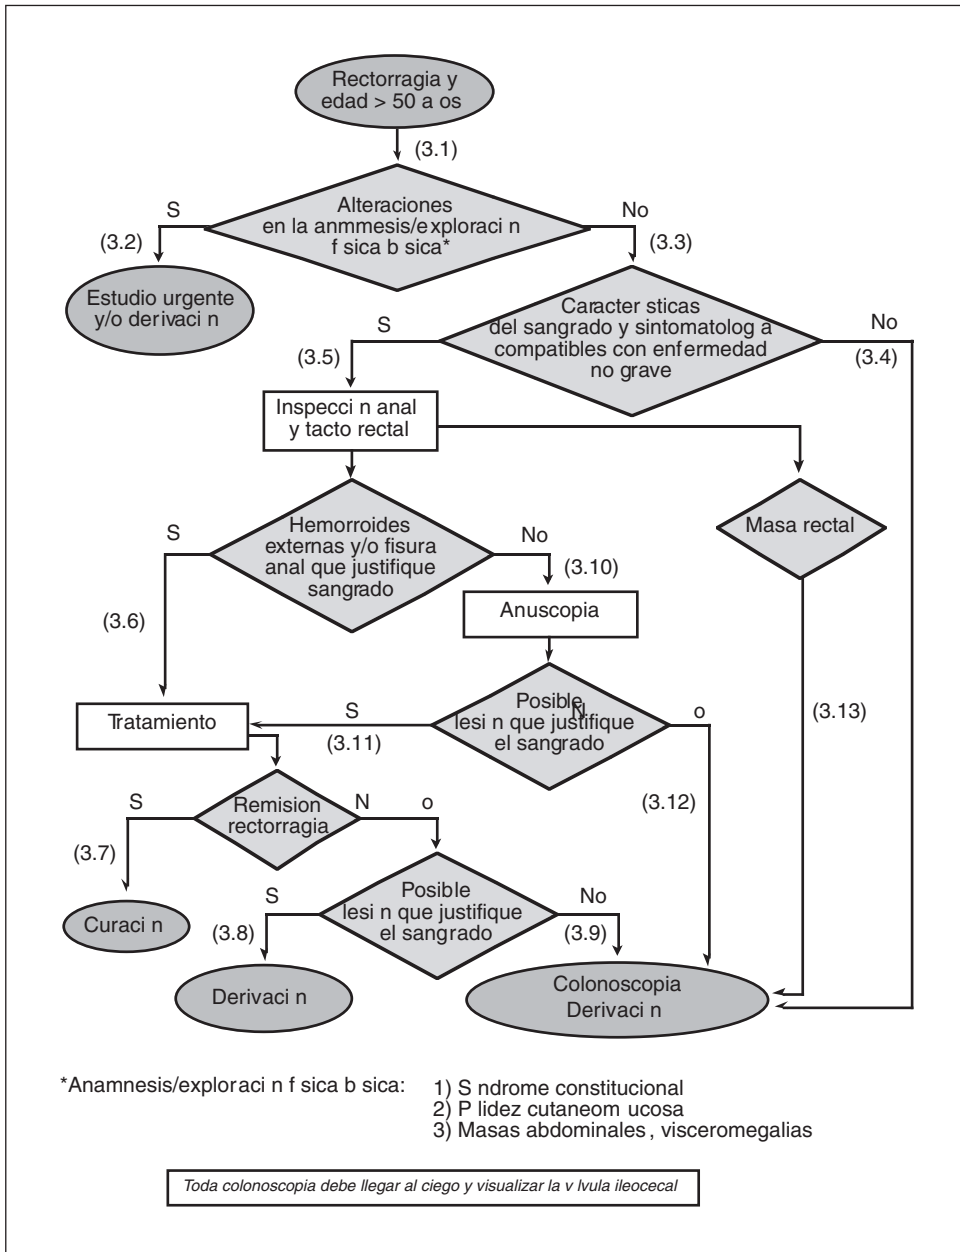 Rectorragia y
edad > 50 a os
(3.1)
Alteraciones
en la anmmesis/exploraci n
f sica b sica*
S
No
(3.2)
(3.3)
Estudio urgente
y/o derivaci n
Caracter sticas
del sangrado y sintomatolog a
compatibles con enfermedad
no grave
S
No
(3.5)
(3.4)
Inspecci n anal
y tacto rectal
Masa rectal
Hemorroides
externas y/o fisura
anal que justifique
sangrado
S
No
(3.10)
(3.6)
Anuscopia
Posible
lesi n que justifique
el sangrado
S
N o
(3.11)
(3.13)
Tratamiento
(3.12)
Remision
rectorragia
S
N o
(3.7)
Posible
lesi n que justifique
el sangrado
S
No
(3.8)
(3.9)
Curaci n
Derivaci n
Colonoscopia
Derivaci n
*Anamnesis/exploraci n f sica b sica:
1) S ndrome constitucional
2) P lidez cutaneom ucosa
3) Masas abdominales, visceromegalias
Toda colonoscopia debe llegar al ciego y visualizar la v lvula ileocecal